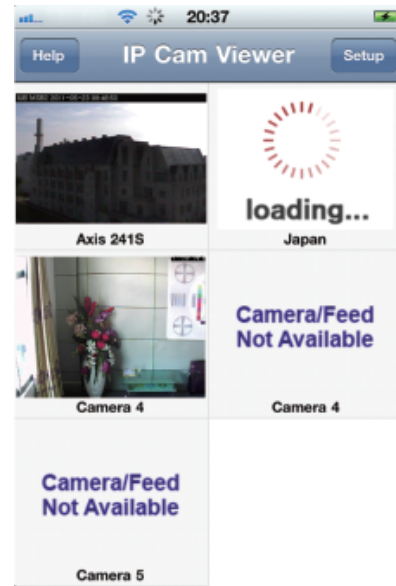 20:37
Help
IP Cam Viewer
Setup
loading...
Axis 241S
Japan
Camera/Feed
Not Available
Camera 4
Camera 4
Camera/Feed
Not Available
Camera 5